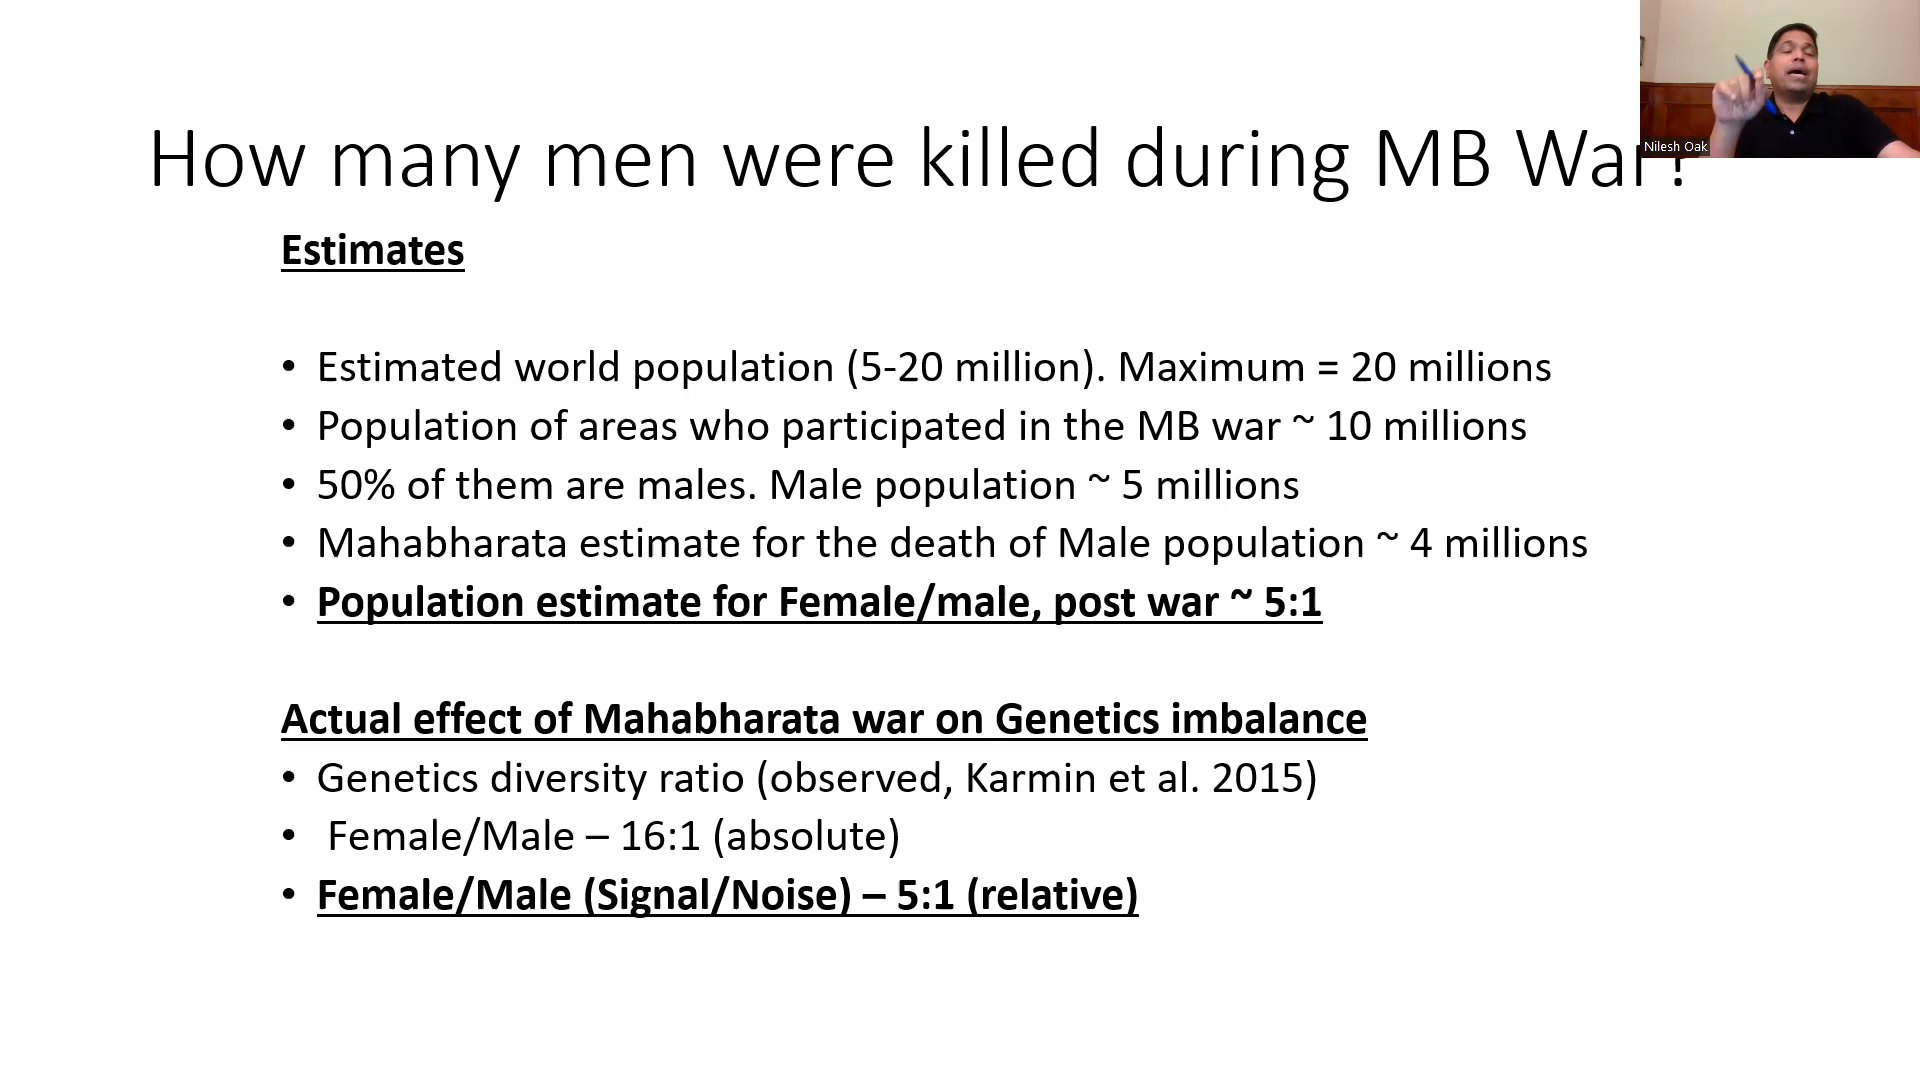 How many men were killed during MB War?
Nilesh Oak
Estimates
• Estimated world population (5-20 million). Maximum = 20 millions
• Population of areas who participated in the MB war ~ 10 millions
• 50% of them are males. Male population ~ 5 millions
• Mahabharata estimate for the death of Male population ~ 4 millions
• Population estimate for Female/male, post war ~ 5:1
Actual effect of Mahabharata war on Genetics imbalance
• Genetics diversity ratio (observed, Karmin et al. 2015)
• Female/Male – 16:1 (absolute)
• Female/Male (Signal/Noise) – 5:1 (relative)